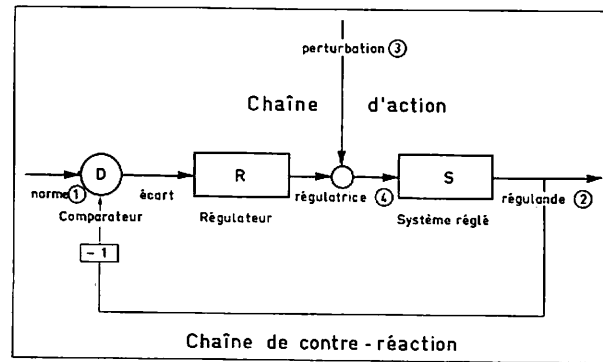 perturbation ③
Chaîne d'action
D
R
S
norme ①
écart
régulatrice ④
régulande ②
Comparateur
Régulateur
Système réglé
- 1
Chaîne de contre-réaction